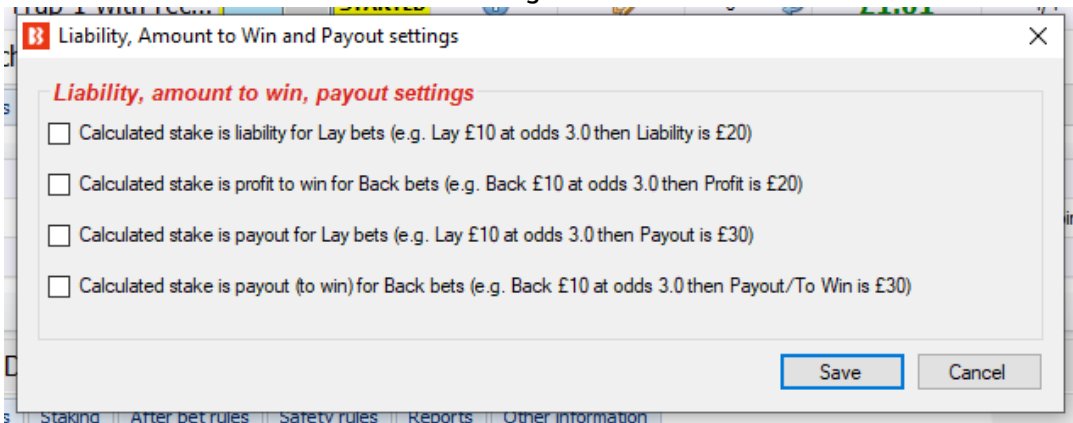 STARTED
£1.61
Liability, Amount to Win and Payout settings
Liability, amount to win, payout settings
Calculated stake is liability for Lay bets (e.g. Lay £10 at odds 3.0 then Liability is £20)
Calculated stake is profit to win for Back bets (e.g. Back £10 at odds 3.0 then Profit is £20)
Calculated stake is payout for Lay bets (e.g. Lay £10 at odds 3.0 then Payout is £30)
Calculated stake is payout (to win) for Back bets (e.g. Back £10 at odds 3.0 then Payout/To Win is £30)
Save Cancel
Staking After bet rules Safety rules Reports Other information